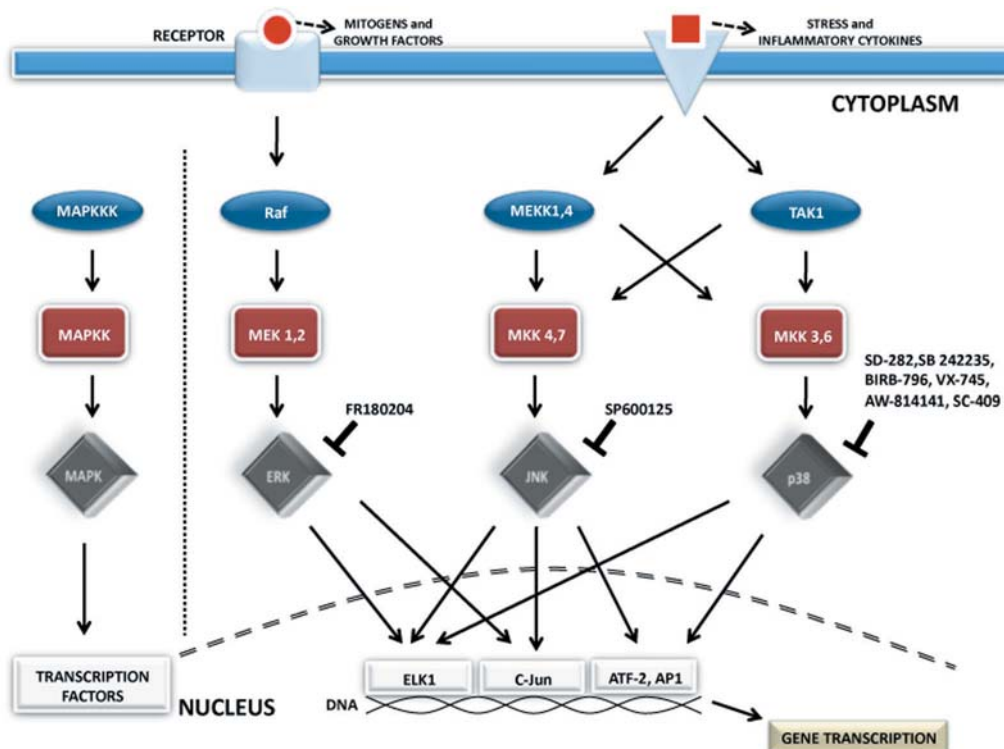 RECEPTOR
MITOGENS and
GROWTH FACTORS
STRESS and
INFLAMMATORY CYTOKINES
CYTOPLASM
MAPKKK
Raf
MEKK1,4
TAK1
MAPKK
MEK 1,2
MKK 4,7
MKK 3,6
SD-282,SB 242235,
BIRB-796, VX-745,
AW-814141, SC-409
FR180204
SP600125
MAPK
ERK
JNK
p38
TRANSCRIPTION
FACTORS
NUCLEUS
ELK1
C-Jun
ATF-2, AP1
DNA
GENE TRANSCRIPTION